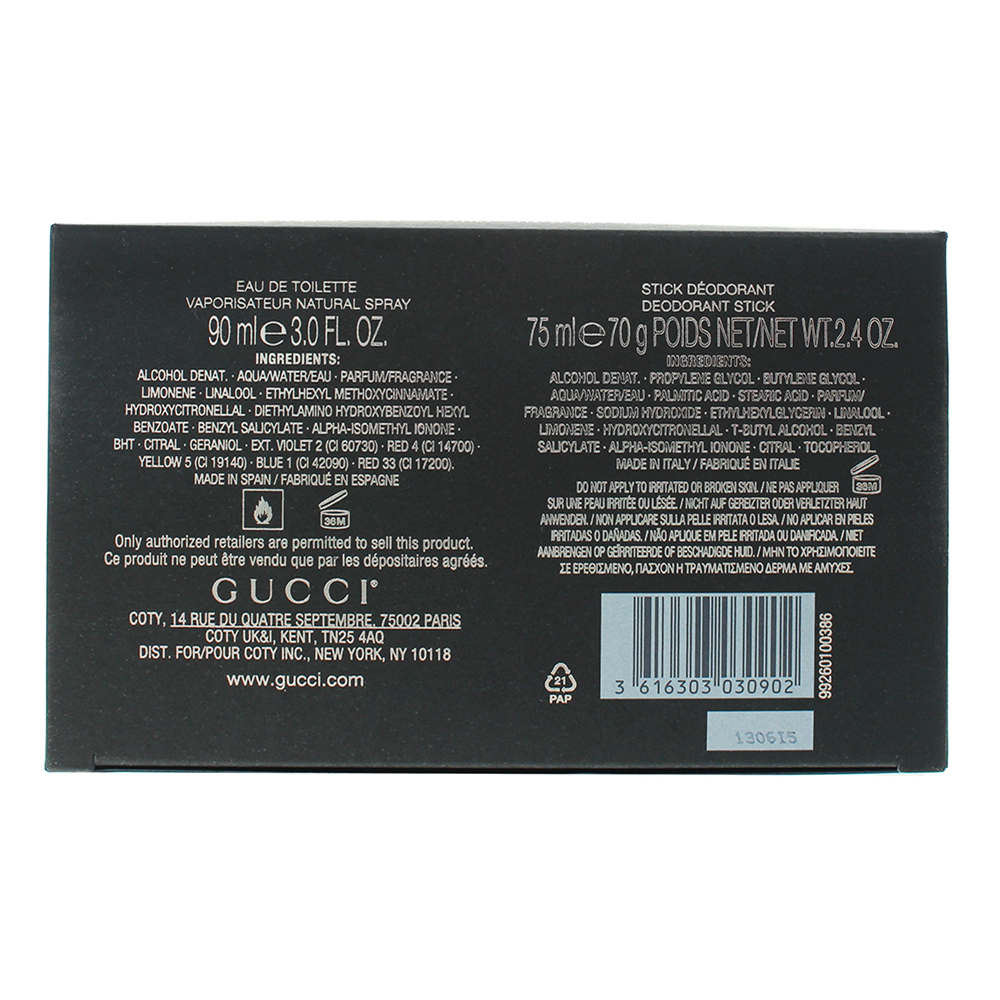 EAU DE TOILETTE
VAPORISATEUR NATURAL SPRAY
90 ml e 3.0 FL. OZ.
INGREDIENTS:
ALCOHOL DENAT. · AQUA/WATER/EAU · PARFUM/FRAGRANCE ·
LIMONENE · LINALOOL · ETHYLHEXYL METHOXYCINNAMATE ·
HYDROXYCITRONELLAL · DIETHYLAMINO HYDROXYBENZOYL HEXYL
BENZOATE · BENZYL SALICYLATE · ALPHA-ISOMETHYL IONONE ·
BHT · CITRAL · GERANIOL · EXT. VIOLET 2 (CI 60730) · RED 4 (CI 14700) ·
YELLOW 5 (CI 19140) · BLUE 1 (CI 42090) · RED 33 (CI 17200).
MADE IN SPAIN / FABRIQUÉ EN ESPAGNE
36M
Only authorized retailers are permitted to sell this product.
Ce produit ne peut être vendu que par les dépositaires agréés.
GUCCI®
COTY, 14 RUE DU QUATRE SEPTEMBRE, 75002 PARIS
COTY UK&I, KENT, TN25 4AQ
DIST. FOR/POUR COTY INC., NEW YORK, NY 10118
www.gucci.com
STICK DÉODORANT
DEODORANT STICK
75 ml e 70 g POIDS NET/NET WT. 2.4 OZ.
INGREDIENTS:
ALCOHOL DENAT. · PROPYLENE GLYCOL · BUTYLENE GLYCOL ·
AQUA/WATER/EAU · PALMITIC ACID · STEARIC ACID · PARFUM/
FRAGRANCE · SODIUM HYDROXIDE · ETHYLHEXYLGLYCERIN · LINALOOL ·
LIMONENE · HYDROXYCITRONELLAL · T-BUTYL ALCOHOL · BENZYL
SALICYLATE · ALPHA-ISOMETHYL IONONE · CITRAL · TOCOPHEROL.
MADE IN ITALY / FABRIQUÉ EN ITALIE
36M
DO NOT APPLY TO IRRITATED OR BROKEN SKIN. / NE PAS APPLIQUER
SUR UNE PEAU IRRITÉE OU LÉSÉE. / NICHT AUF GEREIZTER ODER VERLETZTER HAUT
ANWENDEN. / NON APPLICARE SULLA PELLE IRRITATA O LESA. / NO APLICAR EN PIELES
IRRITADAS O DAÑADAS. / NÃO APLIQUE EM PELE IRRITADA OU DANIFICADA. / NIET
AANBRENGEN OP GEÏRRITEERDE OF BESCHADIGDE HUID. / ΜΗΝ ΤΟ ΧΡΗΣΙΜΟΠΟΙΕΙΤΕ
ΣΕ ΕΡΕΘΙΣΜΕΝΟ, ΠΑΣΧΟΝ Ή ΤΡΑΥΜΑΤΙΣΜΕΝΟ ΔΕΡΜΑ ΜΕ ΑΜΥΧΕΣ.
21
PAP
3 616303 030902
99260100386
1306I5